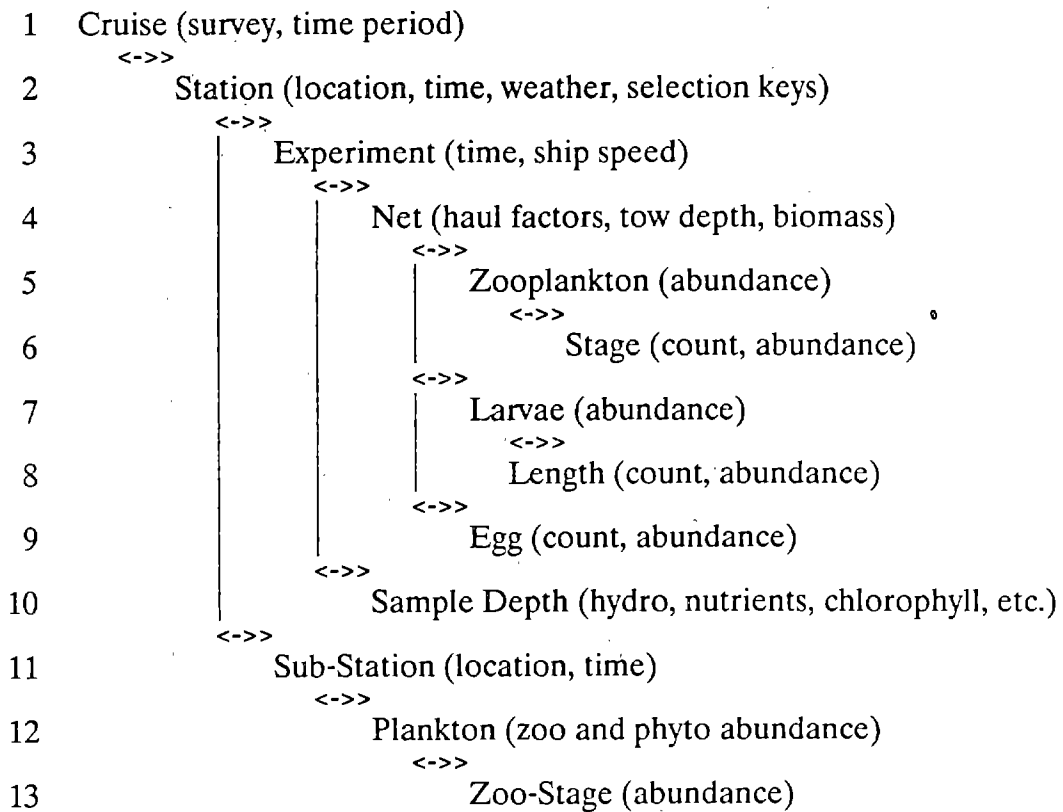 1 Cruise (survey, time period)
<->>
2 Station (location, time, weather, selection keys)
<->>
3 Experiment (time, ship speed)
<->>
4 Net (haul factors, tow depth, biomass)
<->>
5 Zooplankton (abundance)
<->>
6 Stage (count, abundance)
<->>
7 Larvae (abundance)
<->>
8 Length (count, abundance)
<->>
9 Egg (count, abundance)
<->>
10 Sample Depth (hydro, nutrients, chlorophyll, etc.)
<->>
11 Sub-Station (location, time)
<->>
12 Plankton (zoo and phyto abundance)
<->>
13 Zoo-Stage (abundance)